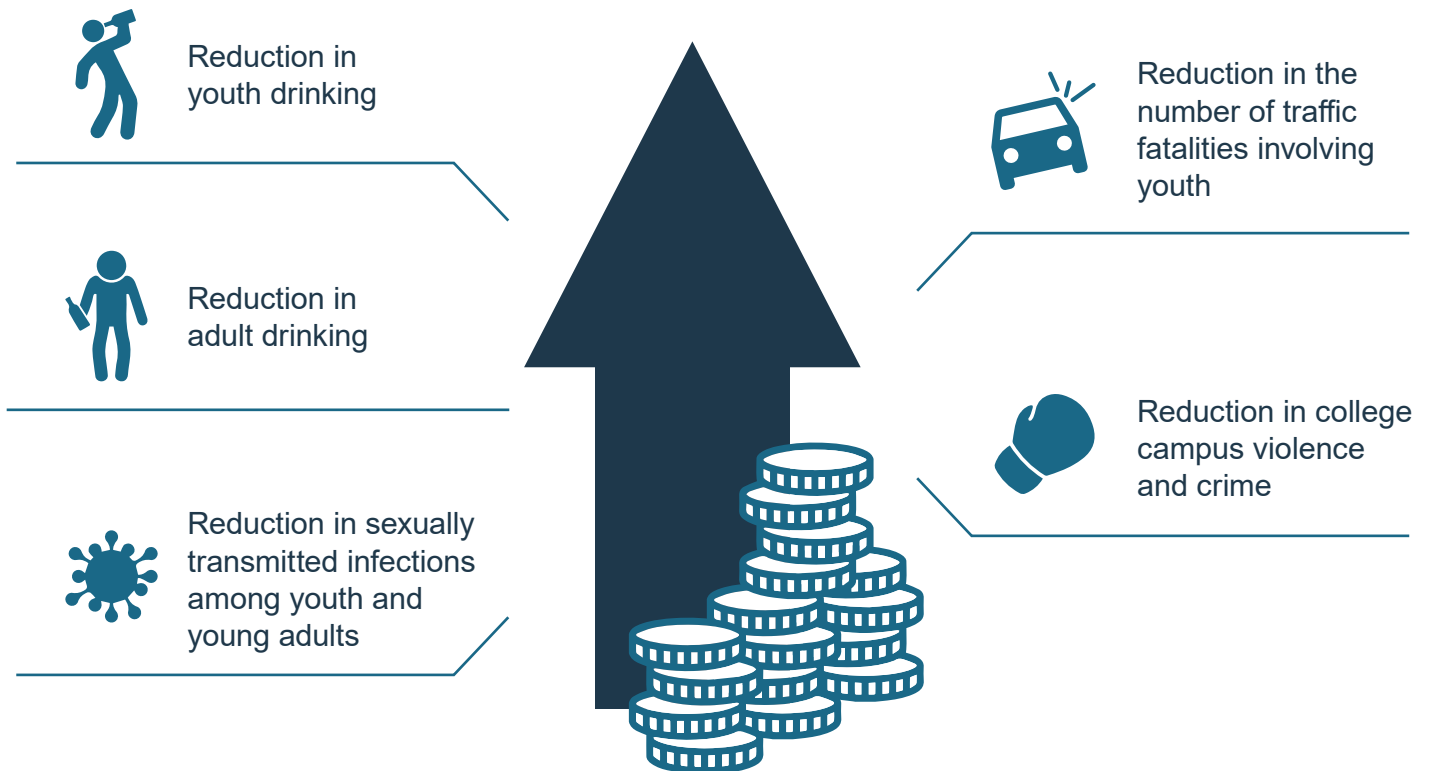 Reduction in
youth drinking
Reduction in
adult drinking
Reduction in sexually
transmitted infections
among youth and
young adults
Reduction in the
number of traffic
fatalities involving
youth
Reduction in college
campus violence
and crime